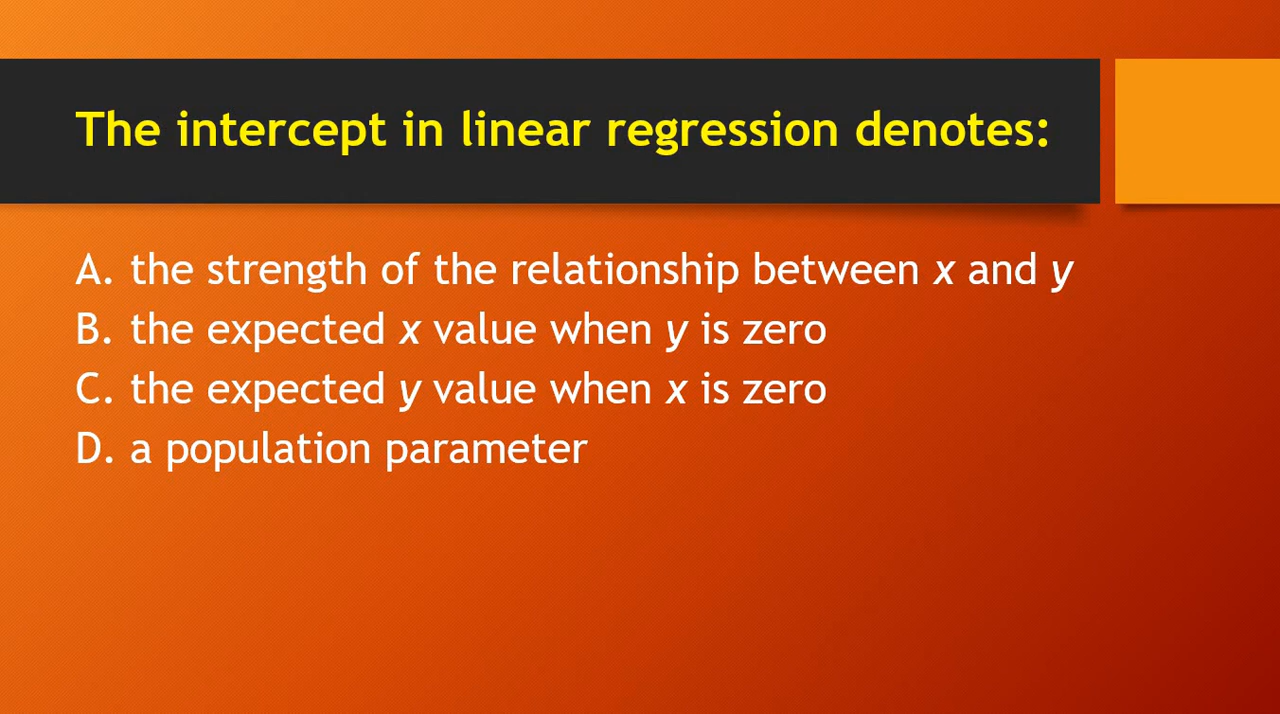 The intercept in linear regression denotes:
A. the strength of the relationship between x and y
B. the expected x value when y is zero
C. the expected y value when x is zero
D. a population parameter